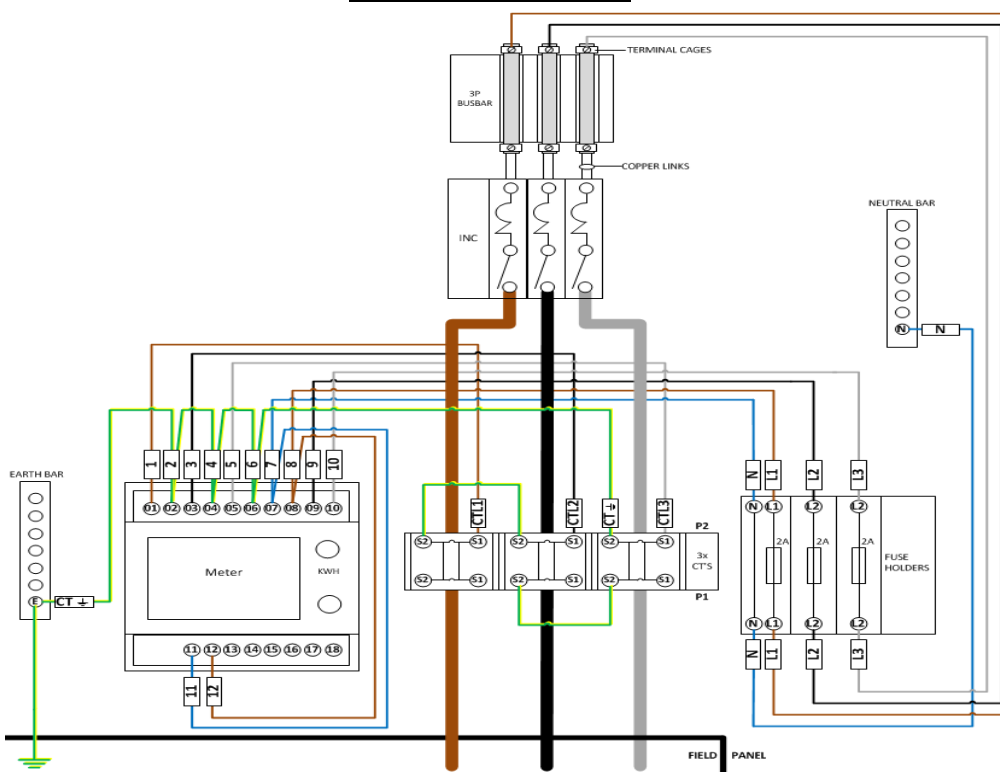 TERMINAL CAGES
3P
BUSBAR
COPPER LINKS
INC
NEUTRAL BAR
N N
EARTH BAR
1 2 3 4 5 6 7 8 9 10
N L1 L2 L3
01 02 03 04 05 06 07 08 09 10
CTL1 CTL2 CT CTL3
N L1 L2 L2
P2
S2 S1 S2 S1 S2 S1
2A 2A 2A
3x
CT'S
FUSE
HOLDERS
Meter
KWH
S2 S1 S2 S1 S2 S1
P1
E CT
N L1 L2 L2
11 12 13 14 15 16 17 18
N L1 L2 L3
11 12
FIELD PANEL